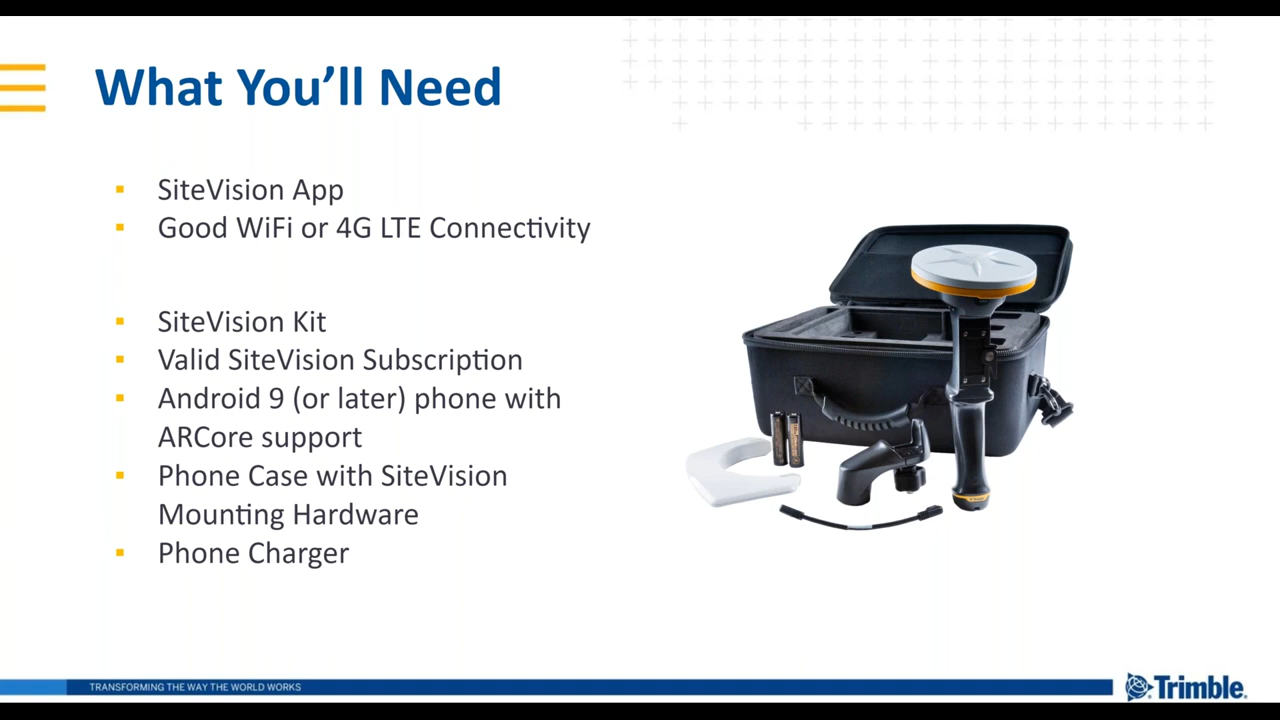 What You’ll Need
▪ SiteVision App
▪ Good WiFi or 4G LTE Connectivity
▪ SiteVision Kit
▪ Valid SiteVision Subscription
▪ Android 9 (or later) phone with
ARCore support
▪ Phone Case with SiteVision
Mounting Hardware
▪ Phone Charger
TRANSFORMING THE WAY THE WORLD WORKS
Trimble